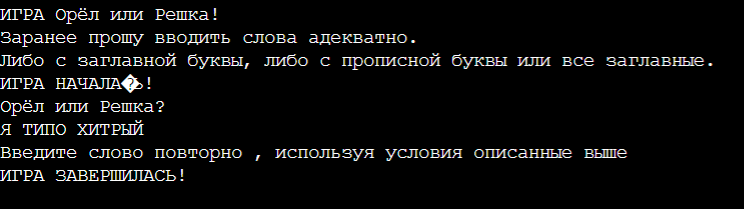 ИГРА Орёл или Решка!
Заранее прошу вводить слова адекватно.
Либо с заглавной буквы, либо с прописной буквы или все заглавные.
ИГРА НАЧАЛА�Ь!
Орёл или Решка?
Я ТИПО ХИТРЫЙ
Введите слово повторно , используя условия описанные выше
ИГРА ЗАВЕРШИЛАСЬ!